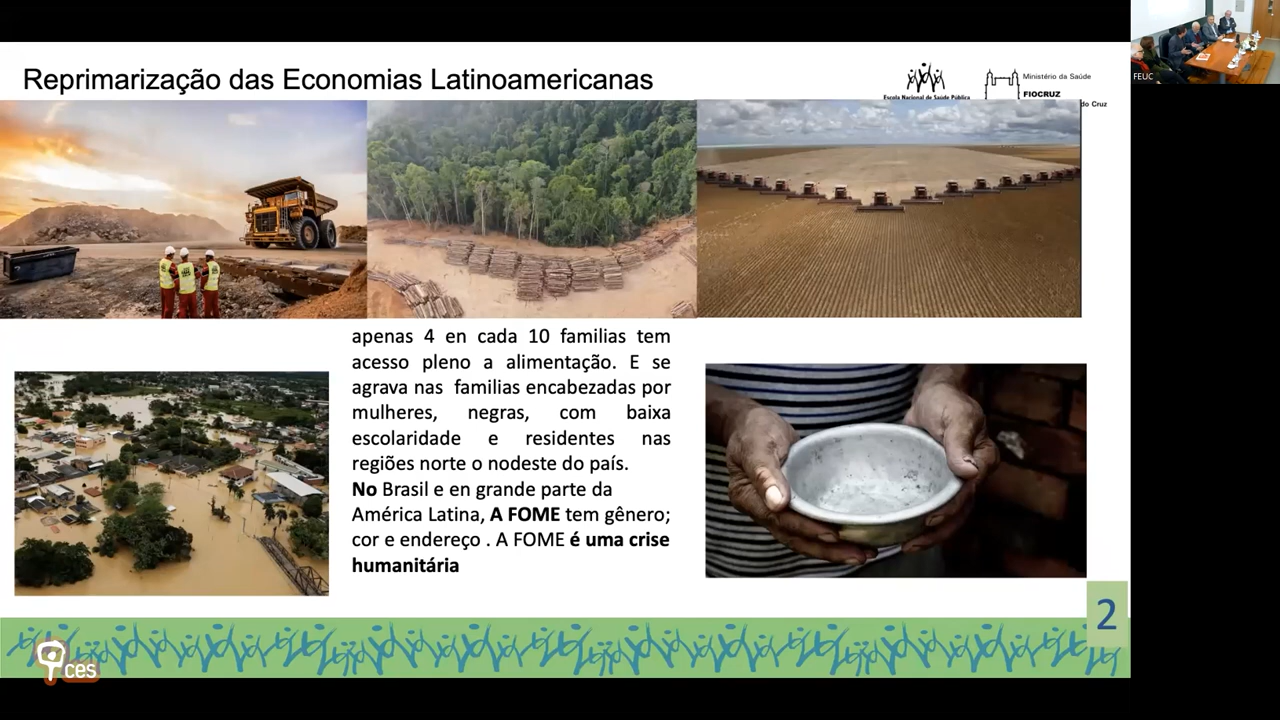 Reprimarização das Economias Latinoamericanas
Escola Nacional de Saúde Pública
Ministério da Saúde
FIOCRUZ
do Cruz
FEUC
apenas 4 en cada 10 familias tem
acesso pleno a alimentação. E se
agrava nas familias encabezadas por
mulheres, negras, com baixa
escolaridade e residentes nas
regiões norte o nodeste do país.
No Brasil e en grande parte da
América Latina, A FOME tem gênero;
cor e endereço . A FOME é uma crise
humanitária
2
ces